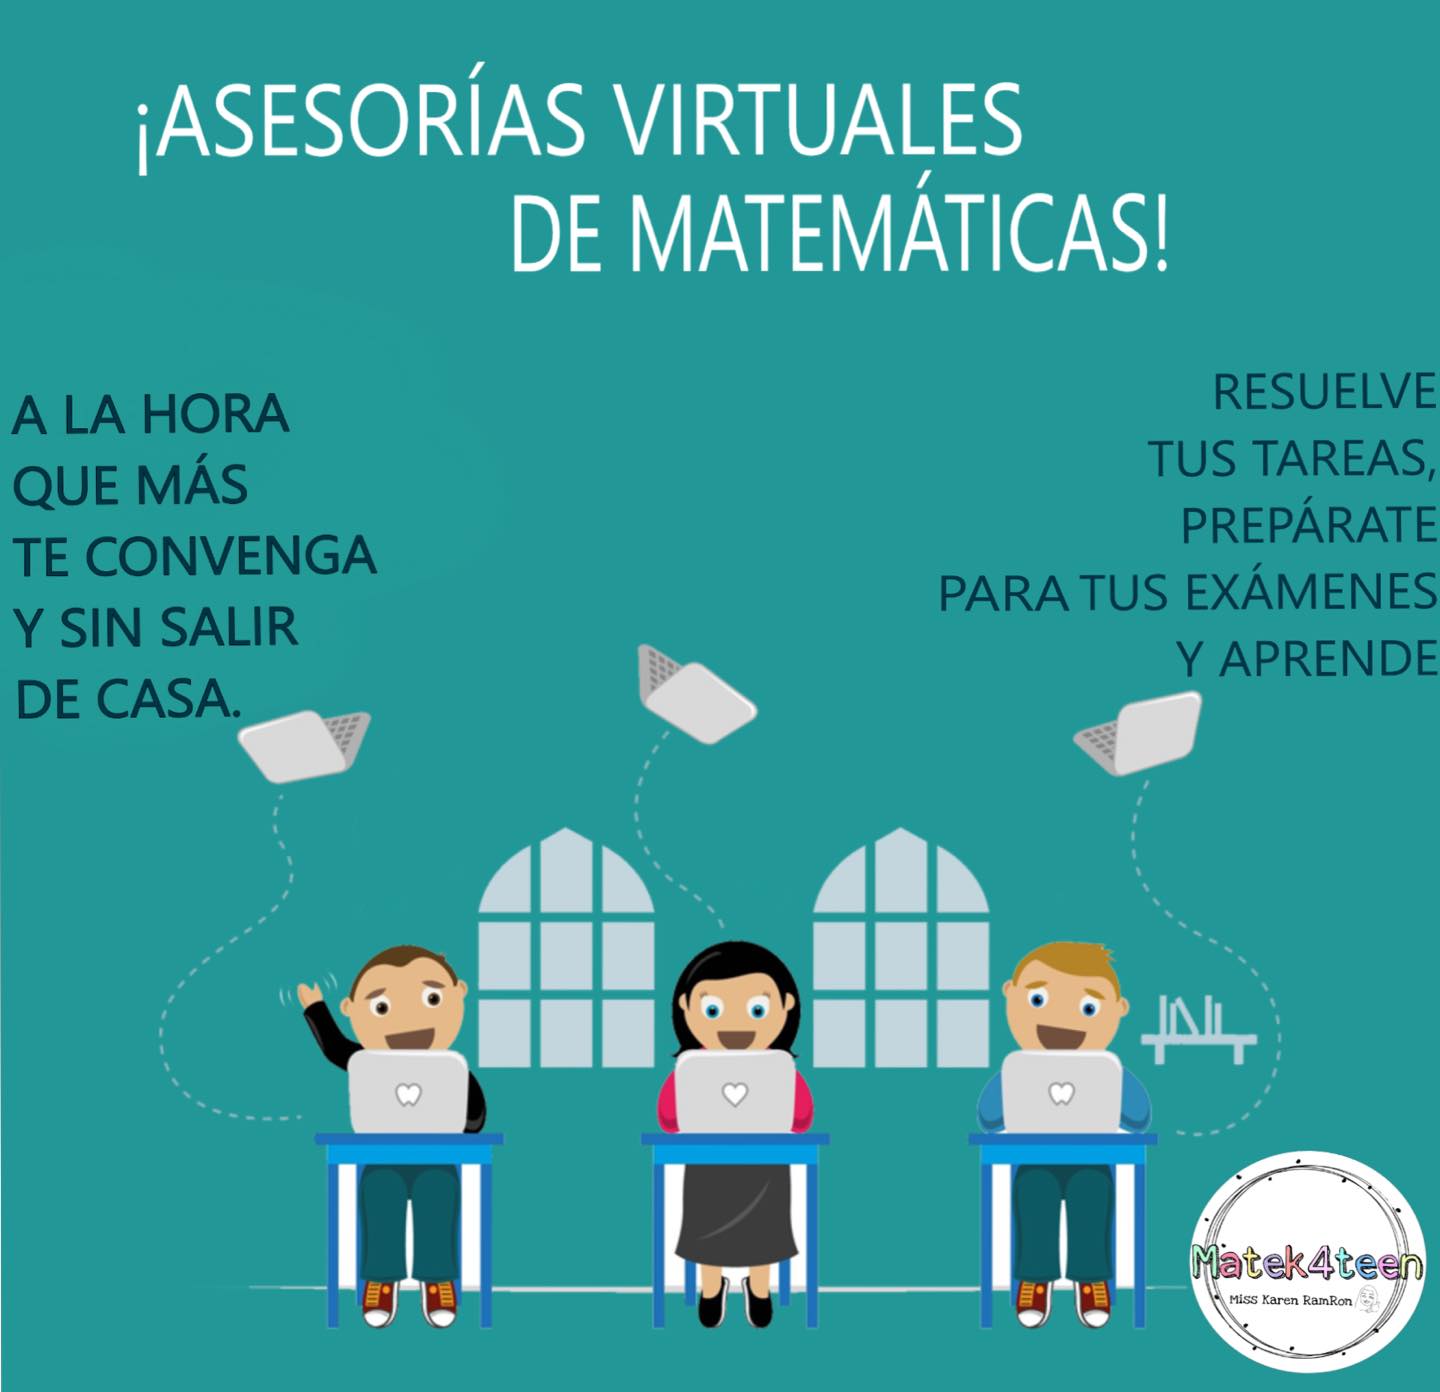 ¡ASESORÍAS VIRTUALES
DE MATEMÁTICAS!
A LA HORA
QUE MÁS
TE CONVENGA
Y SIN SALIR
DE CASA.
RESUELVE
TUS TAREAS,
PREPÁRATE
PARA TUS EXÁMENES
Y APRENDE
Matek4teen
Miss Karen RamRon